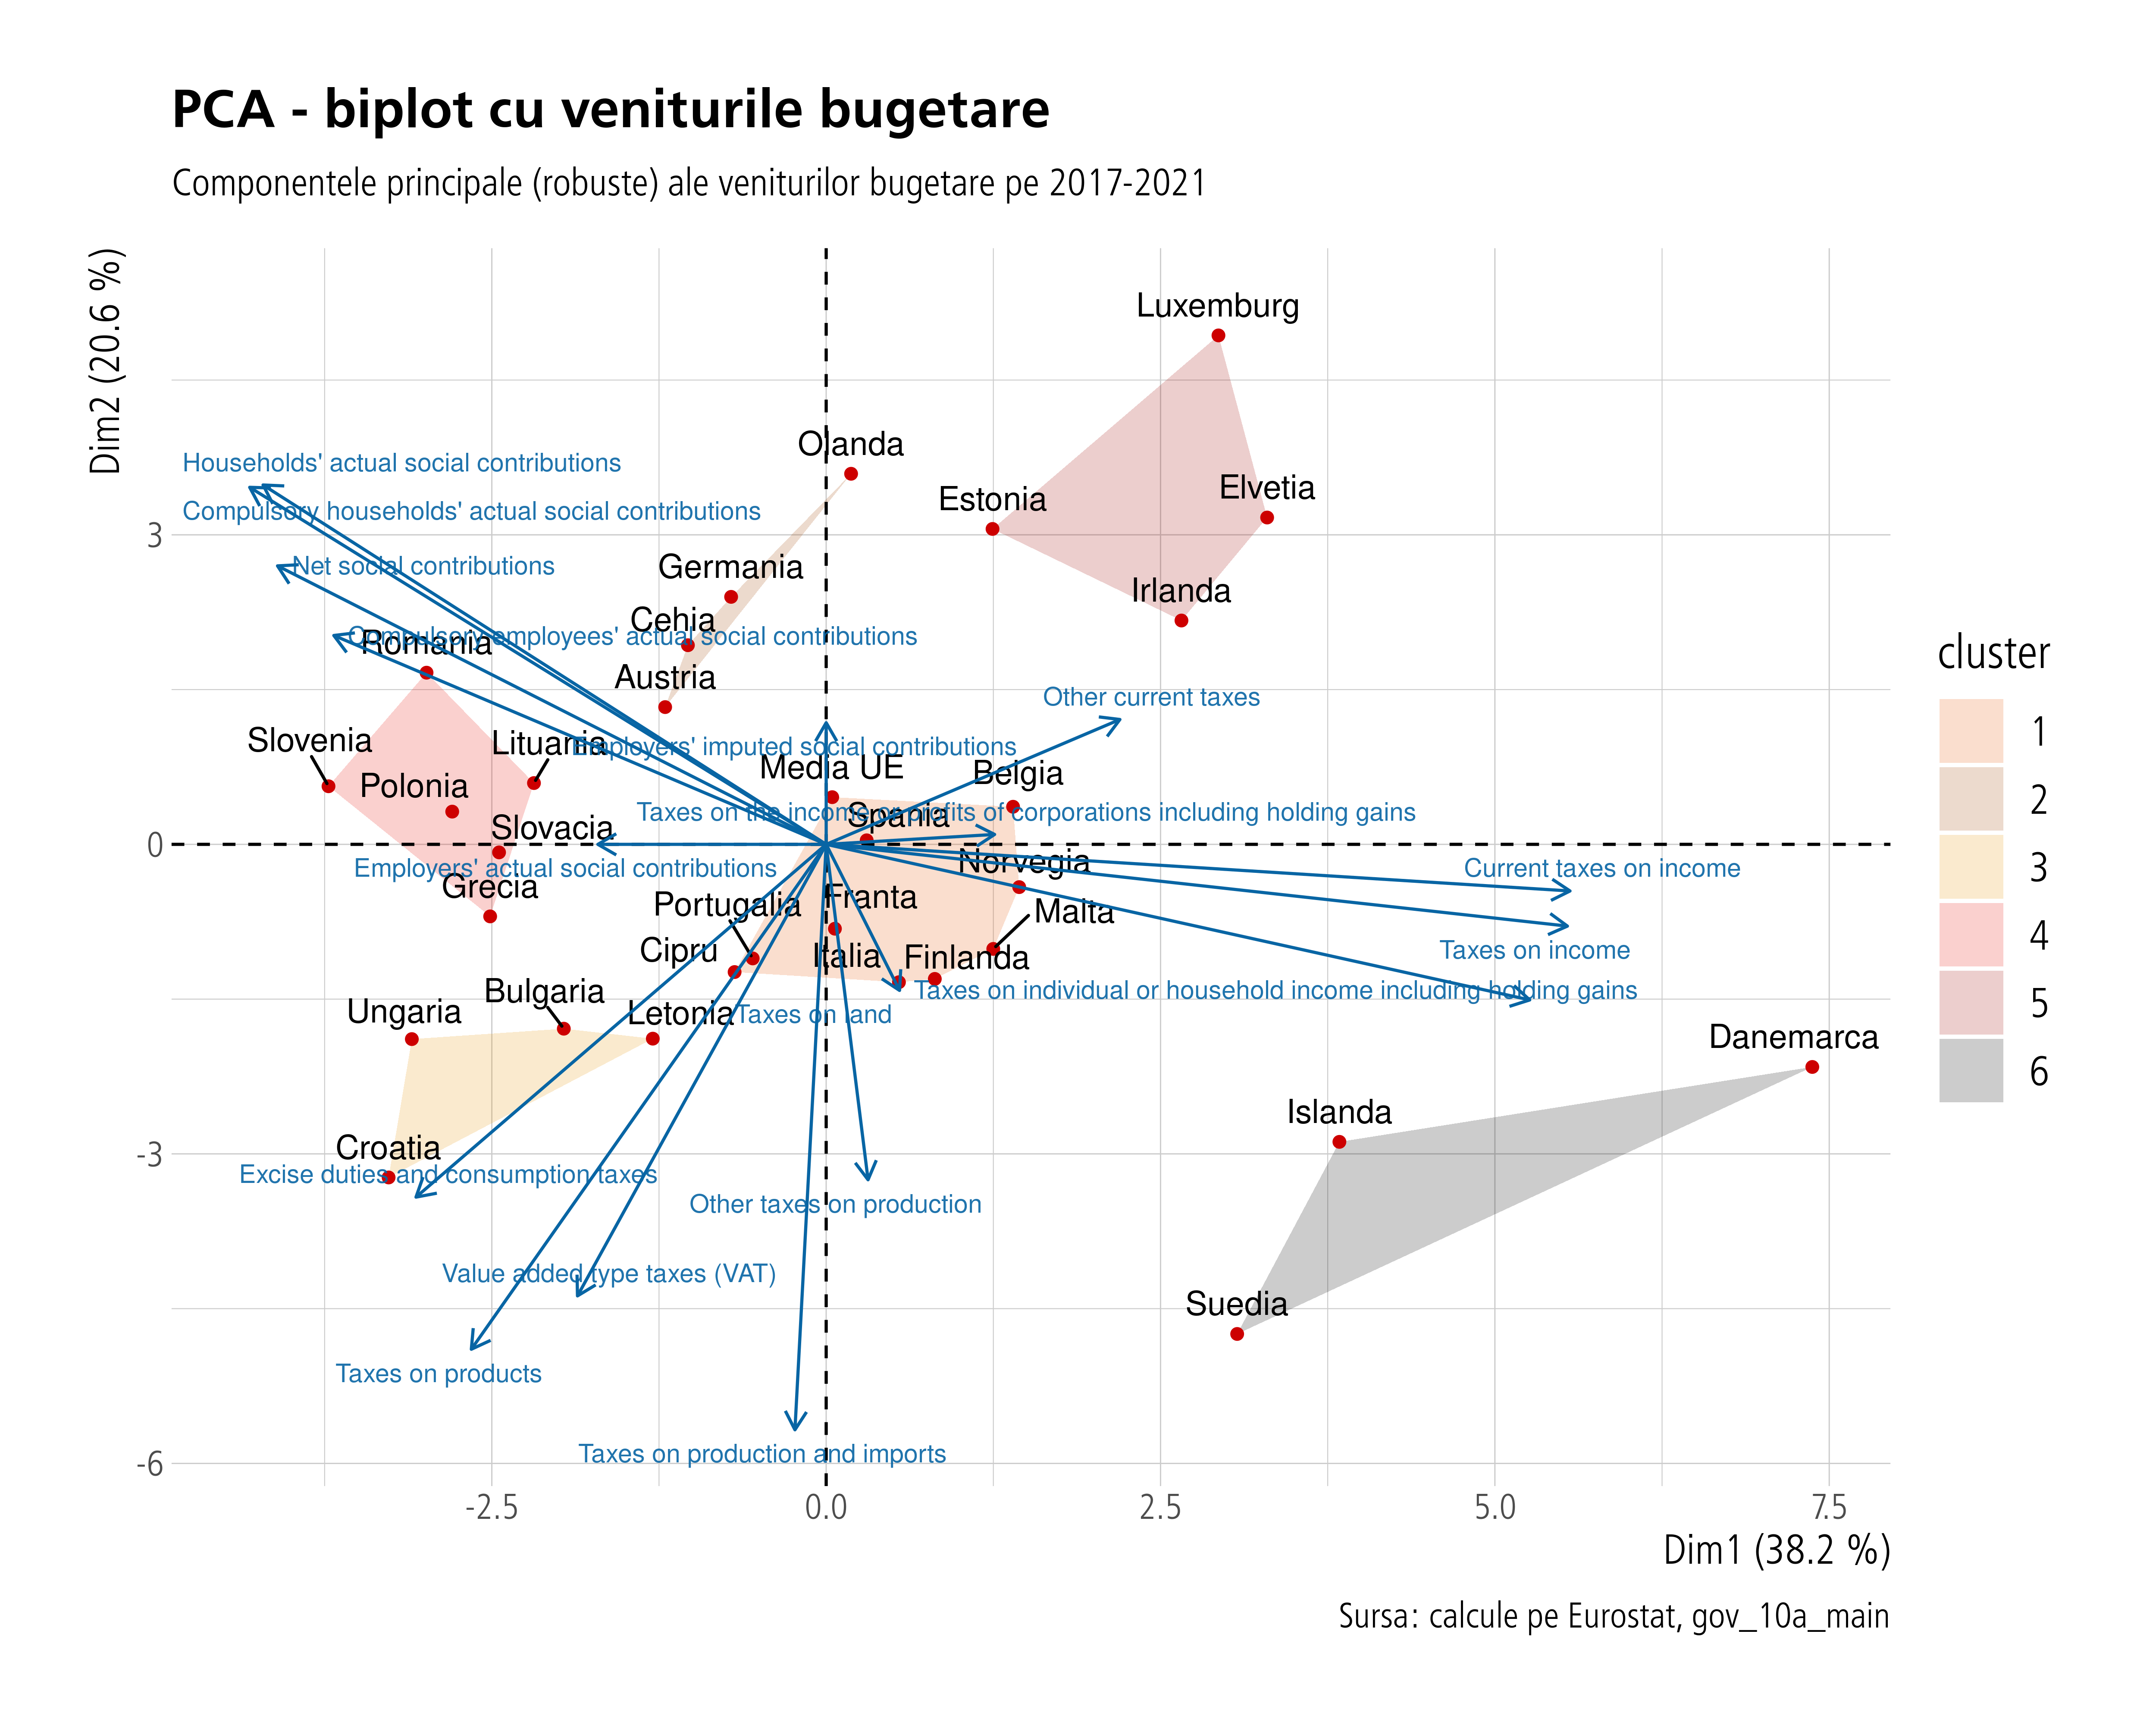 PCA - biplot cu veniturile bugetare
Componentele principale (robuste) ale veniturilor bugetare pe 2017-2021
Dim2 (20.6 %)
Luxemburg
Olanda
Households' actual social contributions
Elvetia
Estonia
Compulsory households' actual social contributions
3
Net social contributions
Germania
Irlanda
Cehia
Compulsory employees' actual social contributions
Romania
Austria
Other current taxes
Slovenia
Lituania
Employers' imputed social contributions
Media UE
Belgia
Polonia
Taxes on the income or profits of corporations including holding gains
Spania
Slovacia
0
Norvegia
Employers' actual social contributions
Current taxes on income
Grecia
Franta
Portugalia
Malta
Cipru
Italia
Finlanda
Taxes on income
Bulgaria
Taxes on individual or household income including holding gains
Ungaria
Letonia
Taxes on land
Danemarca
Islanda
Croatia
-3
Excise duties and consumption taxes
Other taxes on production
Value added type taxes (VAT)
Suedia
Taxes on products
Taxes on production and imports
-6
-2.5
0.0
2.5
5.0
7.5
Dim1 (38.2 %)
cluster
1
2
3
4
5
6
Sursa: calcule pe Eurostat, gov_10a_main